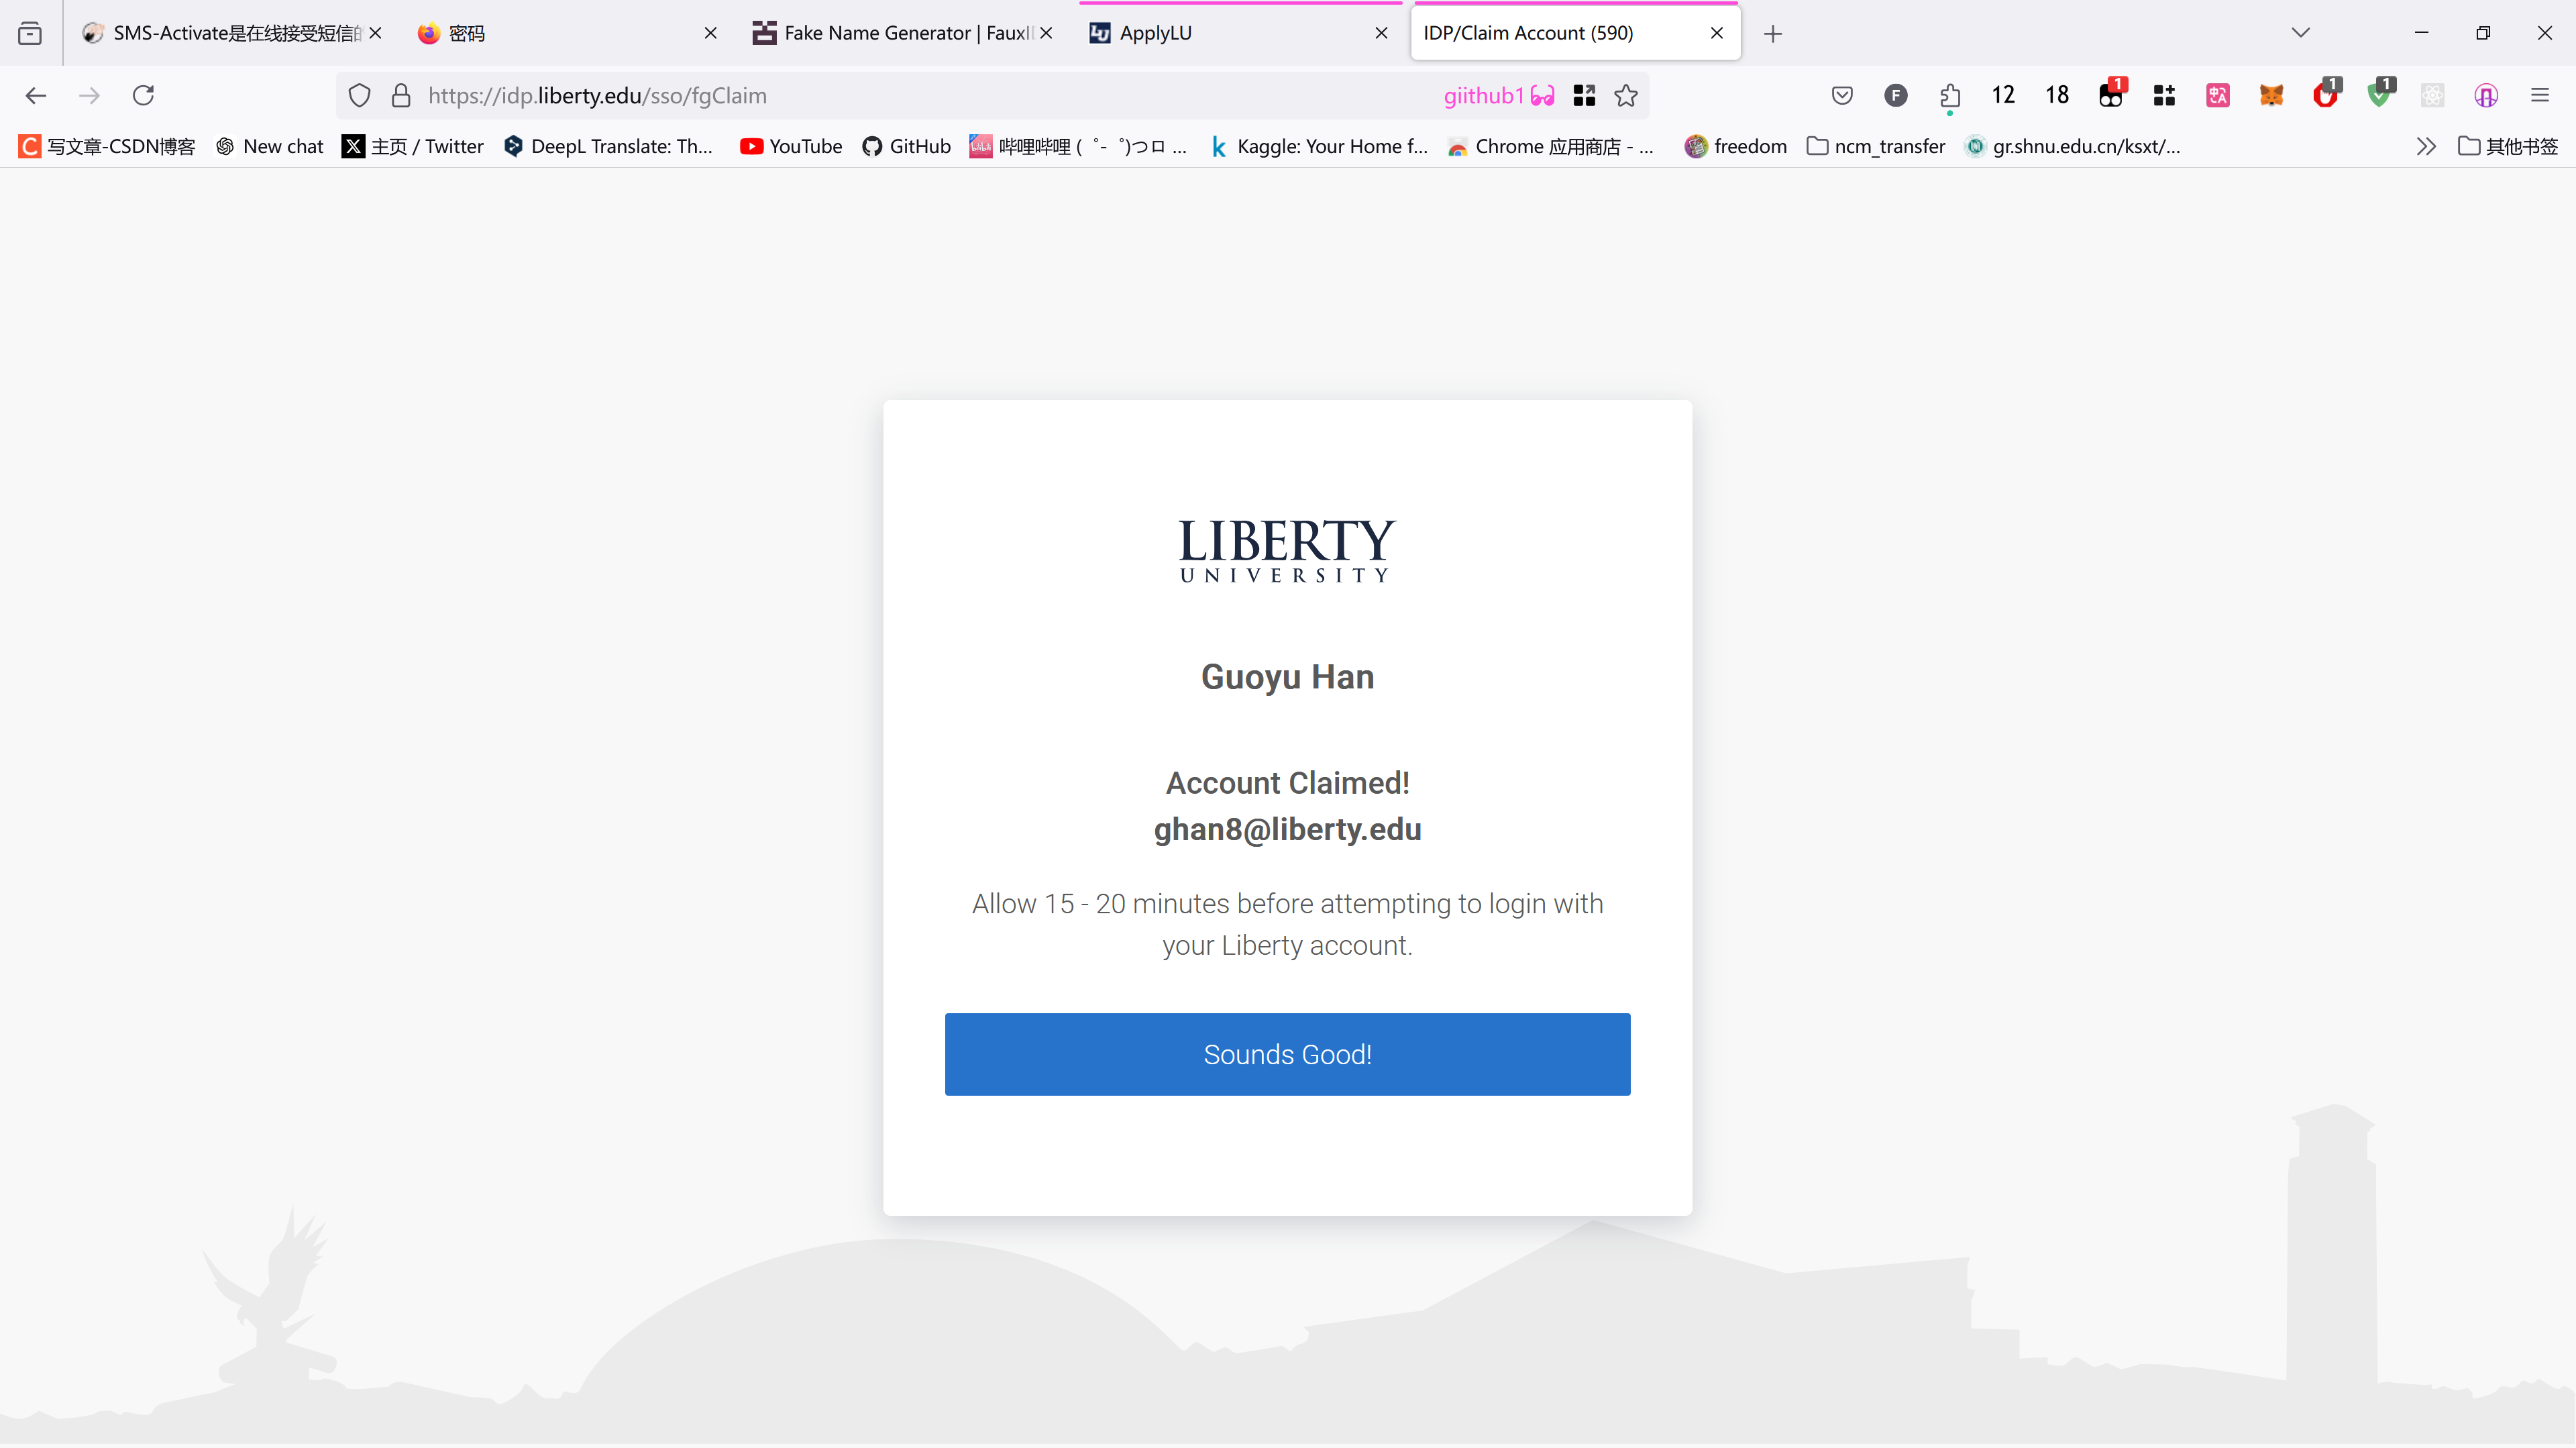 SMS-Activate是在线接受短信的
密码
Fake Name Generator | FauxI
ApplyLU
IDP/Claim Account (590)
https://idp.liberty.edu/sso/fgClaim
giithub1
12
18
1
1
1
写文章-CSDN博客
New chat
主页 / Twitter
DeepL Translate: Th...
YouTube
GitHub
哔哩哔哩 ( ゜- ゜)つロ ...
Kaggle: Your Home f...
Chrome 应用商店 - ...
freedom
ncm_transfer
gr.shnu.edu.cn/ksxt/...
其他书签
LIBERTY
UNIVERSITY
Guoyu Han
Account Claimed!
ghan8@liberty.edu
Allow 15 - 20 minutes before attempting to login with
your Liberty account.
Sounds Good!